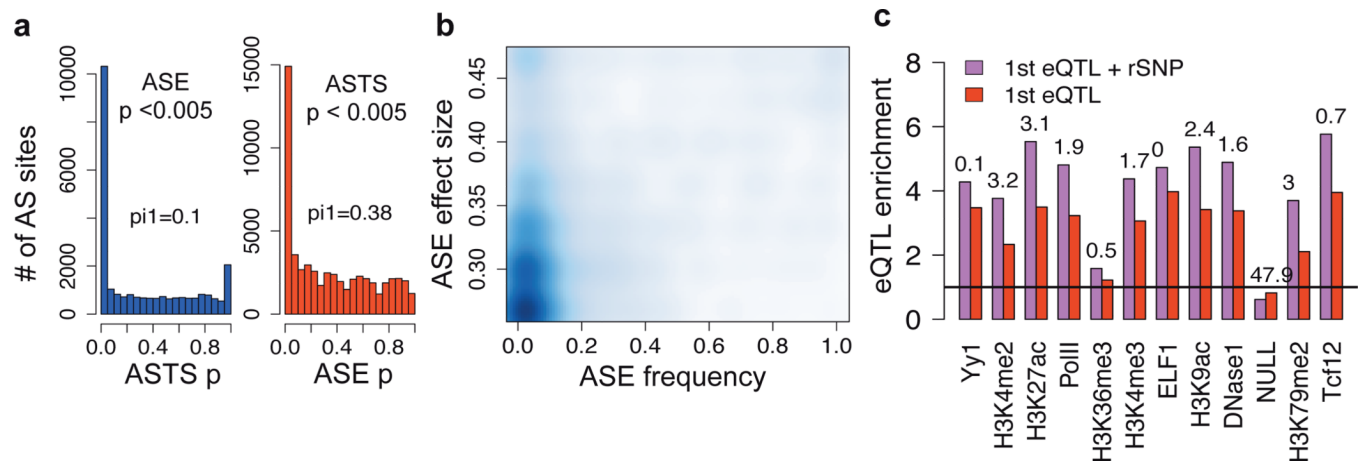 a
# of AS sites
0 2000 6000 10000
ASE
p <0.005
pi1=0.1
0.0 0.4 0.8
ASTS p
0 5000 10000 15000
ASTS
p < 0.005
pi1=0.38
0.0 0.4 0.8
ASE p
b
ASE effect size
0.30 0.35 0.40 0.45
0.0 0.2 0.4 0.6 0.8 1.0
ASE frequency
c
eQTL enrichment
0 2 4 6 8
1st eQTL + rSNP
1st eQTL
0.1 3.2 3.1 1.9 0.5 1.7 0 2.4 1.6 47.9 3 0.7
Yy1
H3K4me2
H3K27ac
PolII
H3K36me3
H3K4me3
ELF1
H3K9ac
DNase1
NULL
H3K79me2
Tcf12